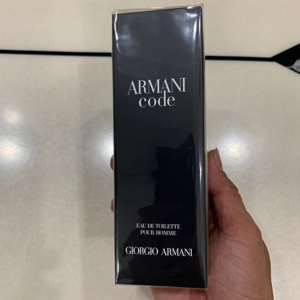 ARMANI
code
EAU DE TOILETTE
POUR HOMME
GIORGIO ARMANI